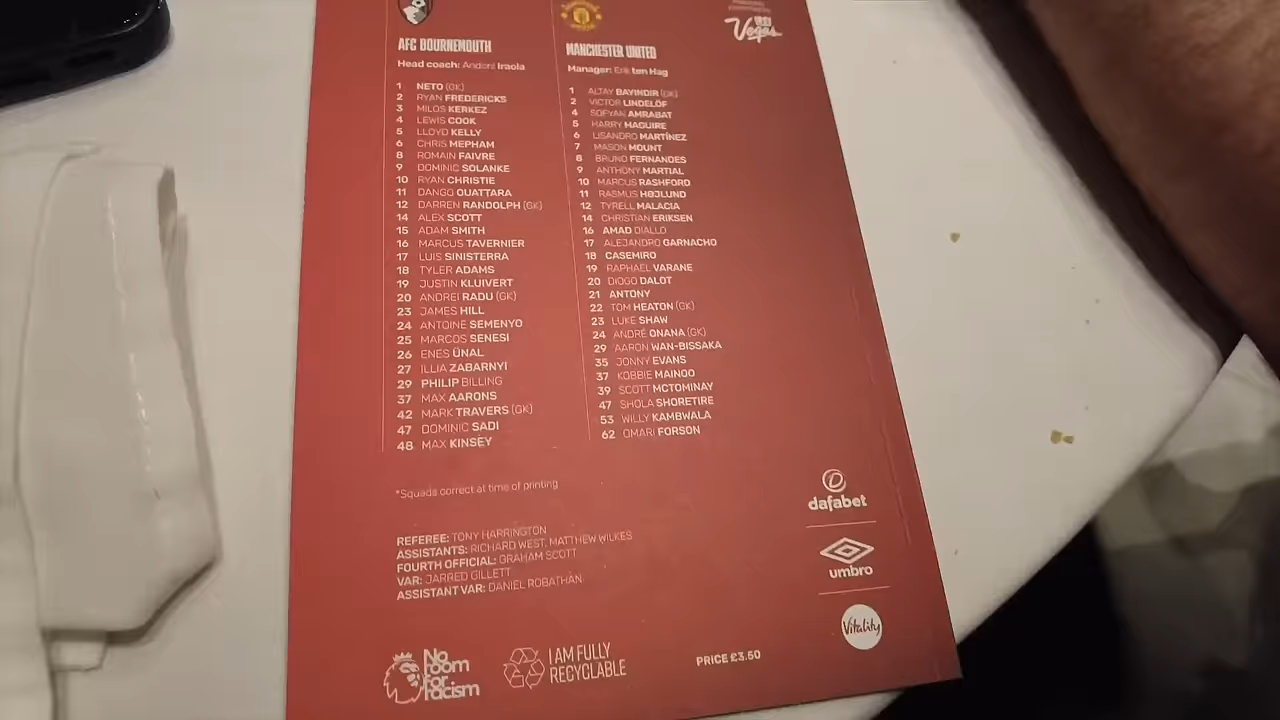 VISIT LAS Vegas
AFC BOURNEMOUTH
Head coach: Andoni Iraola
1 NETO (GK)
2 RYAN FREDERICKS
3 MILOS KERKEZ
4 LEWIS COOK
5 LLOYD KELLY
6 CHRIS MEPHAM
8 ROMAIN FAIVRE
9 DOMINIC SOLANKE
10 RYAN CHRISTIE
11 DANGO OUATTARA
12 DARREN RANDOLPH (GK)
14 ALEX SCOTT
15 ADAM SMITH
16 MARCUS TAVERNIER
17 LUIS SINISTERRA
18 TYLER ADAMS
19 JUSTIN KLUIVERT
20 ANDREI RADU (GK)
23 JAMES HILL
24 ANTOINE SEMENYO
25 MARCOS SENESI
26 ENES ÜNAL
27 ILLIA ZABARNYI
29 PHILIP BILLING
37 MAX AARONS
42 MARK TRAVERS (GK)
47 DOMINIC SADI
48 MAX KINSEY
MANCHESTER UNITED
Manager: Erik ten Hag
1 ALTAY BAYINDIR (GK)
2 VICTOR LINDELÖF
4 SOFYAN AMRABAT
5 HARRY MAGUIRE
6 LISANDRO MARTÍNEZ
7 MASON MOUNT
8 BRUNO FERNANDES
9 ANTHONY MARTIAL
10 MARCUS RASHFORD
11 RASMUS HØJLUND
12 TYRELL MALACIA
14 CHRISTIAN ERIKSEN
16 AMAD DIALLO
17 ALEJANDRO GARNACHO
18 CASEMIRO
19 RAPHAEL VARANE
20 DIOGO DALOT
21 ANTONY
22 TOM HEATON (GK)
23 LUKE SHAW
24 ANDRÉ ONANA (GK)
29 AARON WAN-BISSAKA
35 JONNY EVANS
37 KOBBIE MAINOO
39 SCOTT MCTOMINAY
47 SHOLA SHORETIRE
53 WILLY KAMBWALA
62 OMARI FORSON
*Squads correct at time of printing
REFEREE: TONY HARRINGTON
ASSISTANTS: RICHARD WEST, MATTHEW WILKES
FOURTH OFFICIAL: GRAHAM SCOTT
VAR: JARRED GILLETT
ASSISTANT VAR: DANIEL ROBATHAN
dafabet
umbro
Vitality
No
room
for
racism
I AM FULLY
RECYCLABLE
PRICE £3.50